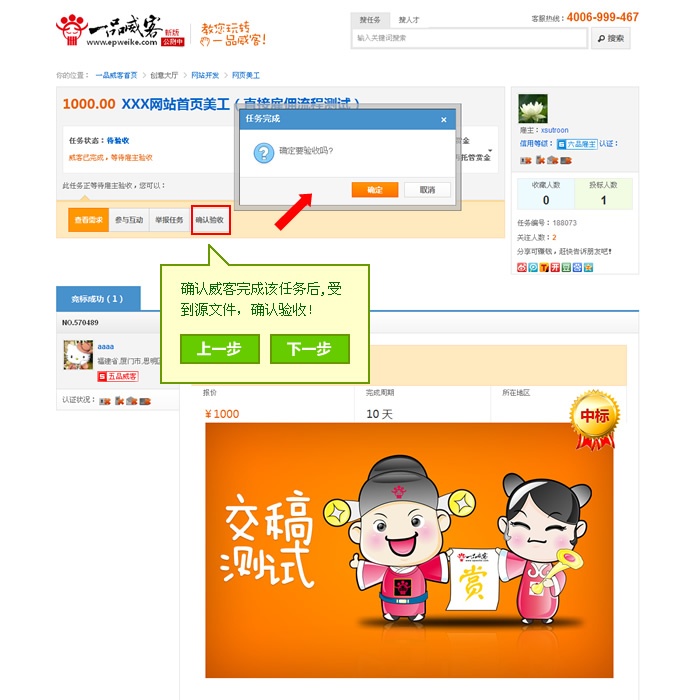 一品威客
新版
公测中
www.epweike.com
教您玩转
一品威客!
搜任务 搜人才
客服热线：4006-999-467
输入关键词搜索
搜索
你的位置： 一品威客首页 > 创意大厅 > 网站开发 > 网页美工
1000.00 XXX网站首页美工（直接雇佣流程测试）
任务状态：待验收
威客已完成，等待雇主验收
赏金
托管赏金
此任务正等待雇主验收，您可以：
查看需求 参与互动 举报任务 确认验收
任务完成
×
确定要验收吗?
确定 取消
雇主：xsutroon
信用等级： 六品雇主 认证：
收藏人数 投标人数
0 1
任务编号：188073
关注人数：2
分享可赚钱，赶快告诉朋友吧!
确认威客完成该任务后,受
到源文件，确认验收!
上一步 下一步
竞标成功（1）
NO.570489
aaaa
福建省,厦门市,思明区
五品威客
认证状况：
报价 完成周期 所在地区
￥1000 10 天
中标
交稿
测试
一品威客
赏